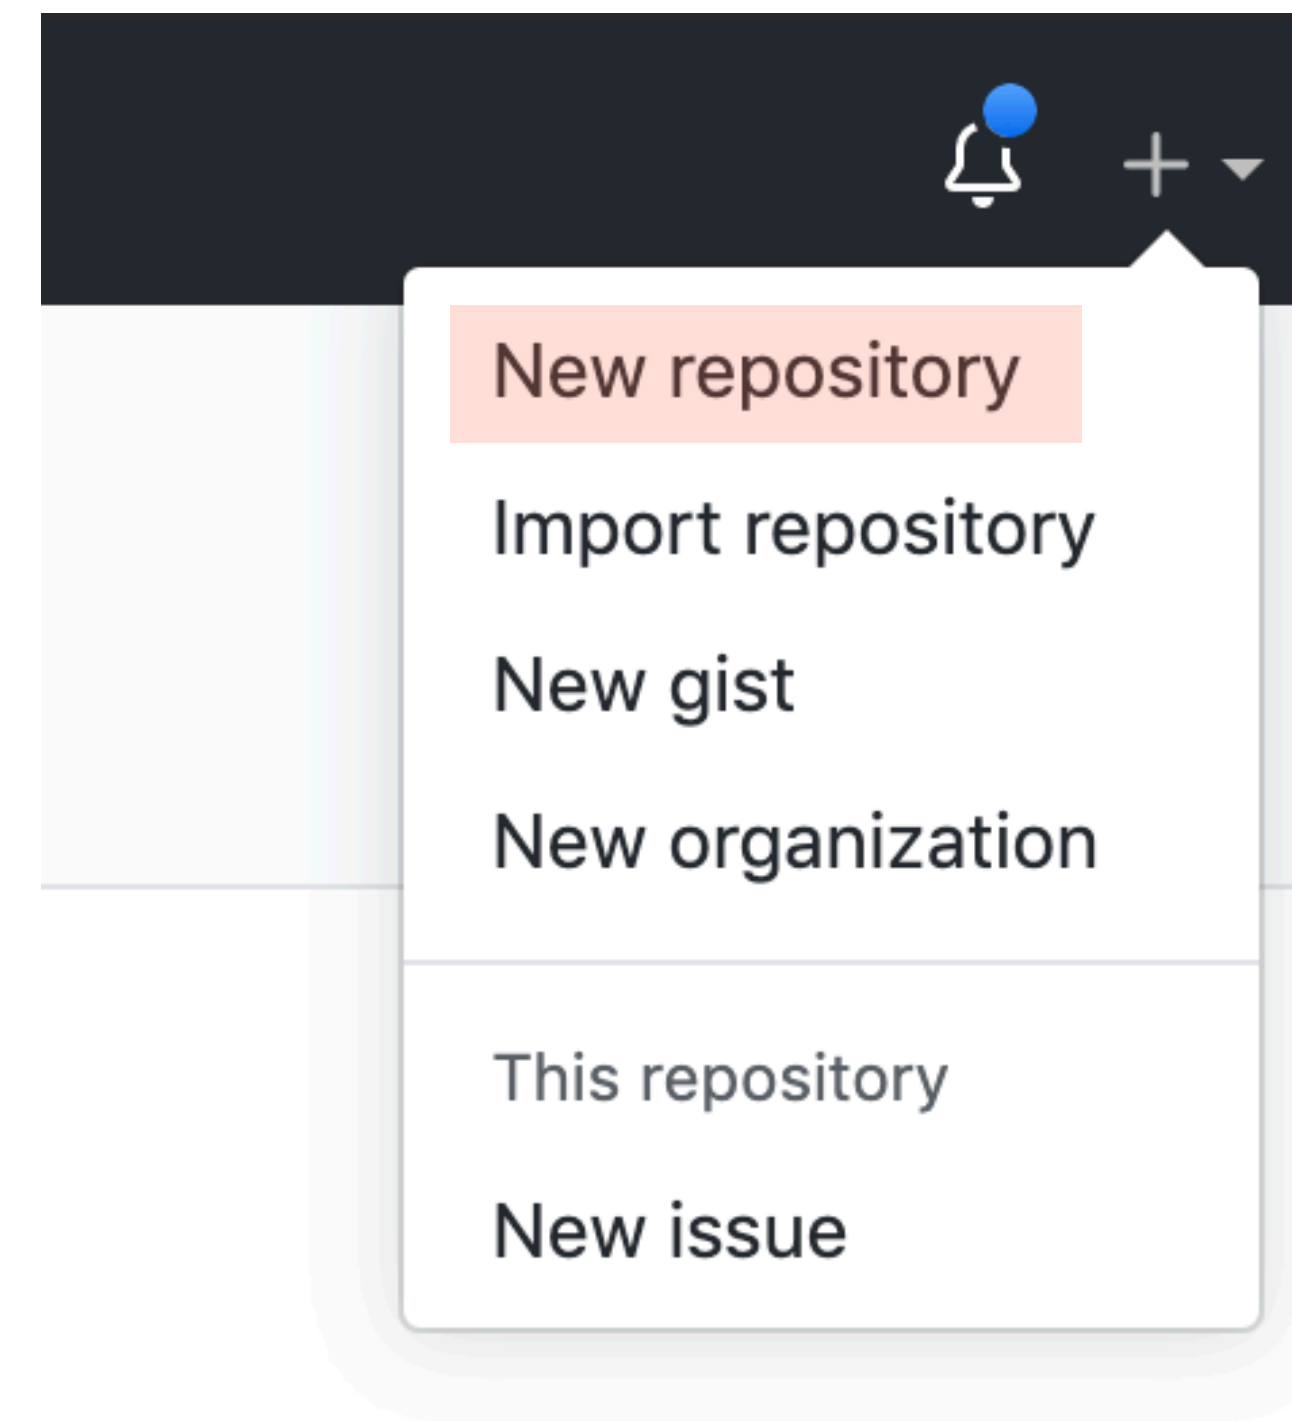 New repository
Import repository
New gist
New organization
This repository
New issue